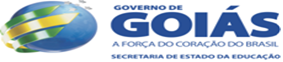 GOVERNO DE
GOIÁS
A FORÇA DO CORAÇÃO DO BRASIL
SECRETARIA DE ESTADO DA EDUCAÇÃO